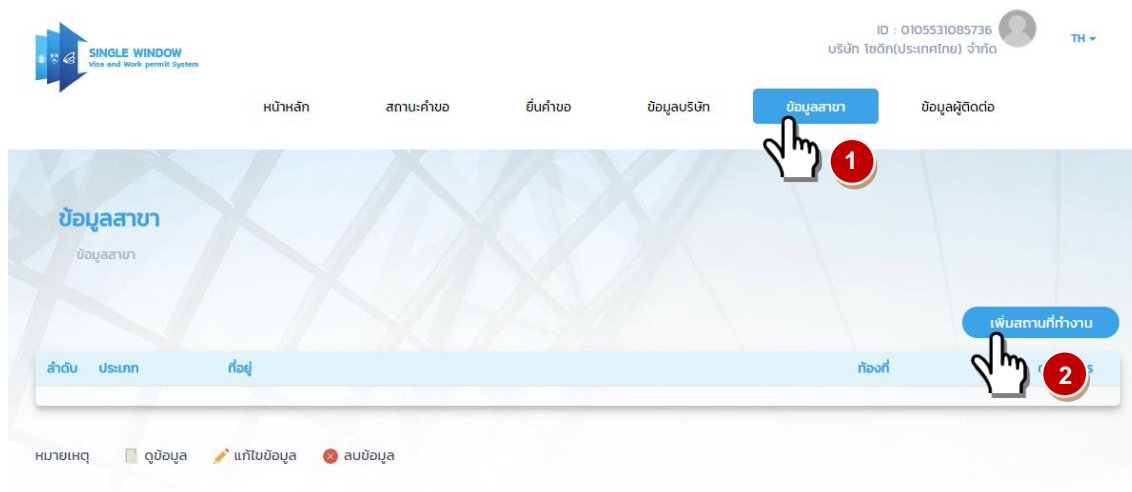 SINGLE WINDOW
Visa and Work permit System
ID : 0105531085736
บริษัท โซดิก(ประเทศไทย) จำกัด
TH
หน้าหลัก สถานะคำขอ ยื่นคำขอ ข้อมูลบริษัท ข้อมูลสาขา ข้อมูลผู้ติดต่อ
1
ข้อมูลสาขา
ข้อมูลสาขา
เพิ่มสถานที่ทำงาน
ลำดับ ประเภท ที่อยู่ ท้องที่
2
หมายเหตุ ดูข้อมูล แก้ไขข้อมูล ลบข้อมูล